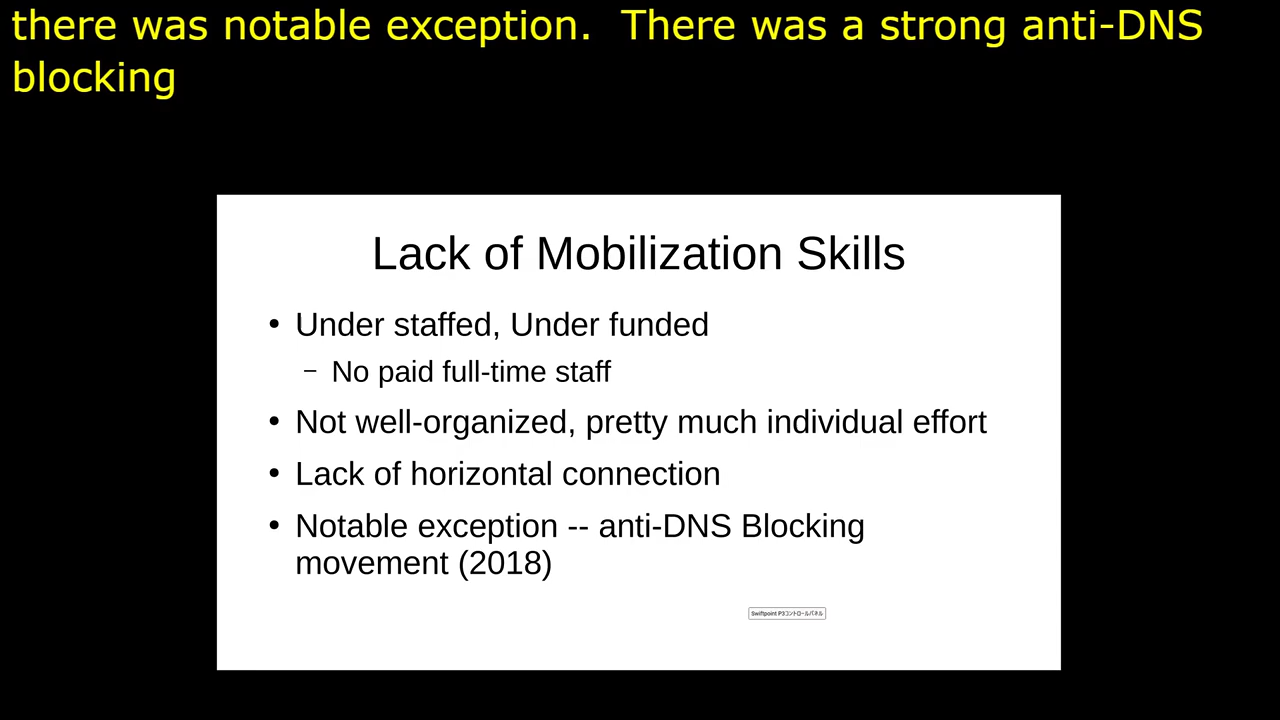 there was notable exception.  There was a strong anti-DNS
blocking
Lack of Mobilization Skills
• Under staffed, Under funded
– No paid full-time staff
• Not well-organized, pretty much individual effort
• Lack of horizontal connection
• Notable exception -- anti-DNS Blocking
movement (2018)
Swiftpoint P3コントロールパネル